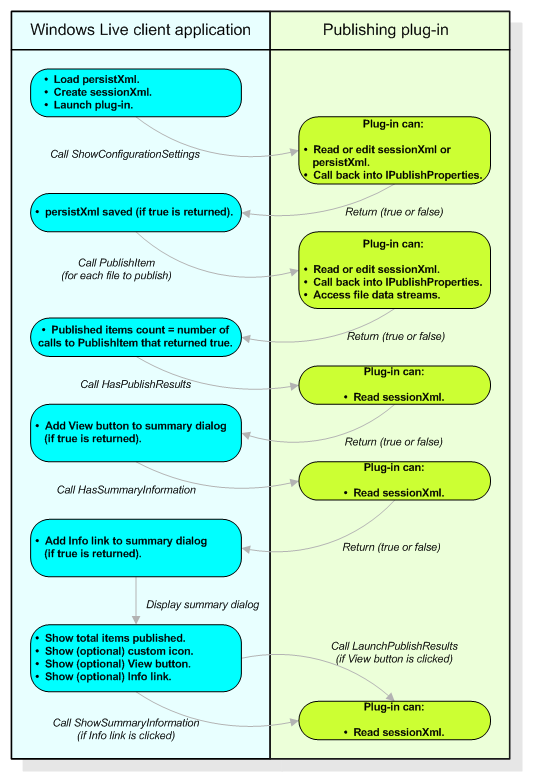 Windows Live client application
Publishing plug-in
• Load persistXml.
• Create sessionXml.
• Launch plug-in.
Plug-in can:
Call ShowConfigurationSettings
• Read or edit sessionXml or
persistXml.
• Call back into IPublishProperties.
• persistXml saved (if true is returned).
Return (true or false)
Plug-in can:
Call PublishItem
(for each file to publish)
• Read or edit sessionXml.
• Call back into IPublishProperties.
• Access file data streams.
• Published items count = number of
calls to PublishItem that returned true.
Return (true or false)
Plug-in can:
Call HasPublishResults
• Read sessionXml.
• Add View button to summary dialog
(if true is returned).
Return (true or false)
Plug-in can:
Call HasSummaryInformation
• Read sessionXml.
• Add Info link to summary dialog
(if true is returned).
Return (true or false)
Display summary dialog
• Show total items published.
• Show (optional) custom icon.
• Show (optional) View button.
• Show (optional) Info link.
Call LaunchPublishResults
(if View button is clicked)
Call ShowSummaryInformation
(if Info link is clicked)
Plug-in can:
• Read sessionXml.